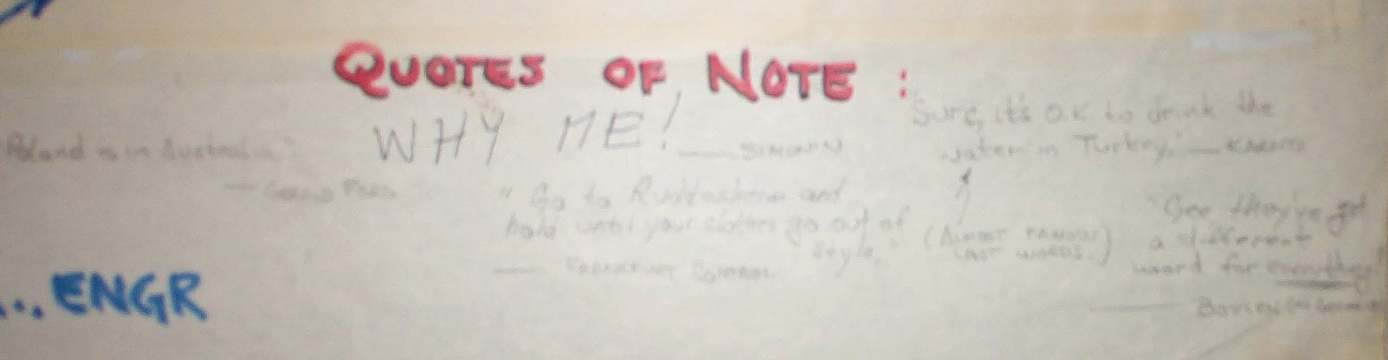 QUOTES OF NOTE :
WHY ME!
"Sure, it's O.K. to drink the
water in Turkey."
is in Australia"
" Go to and
hold until your clothes go out of
style."
(ALMOST FAMOUS
LAST WORDS.)
"Gee they've got
a different
word for everything"
... ENGR